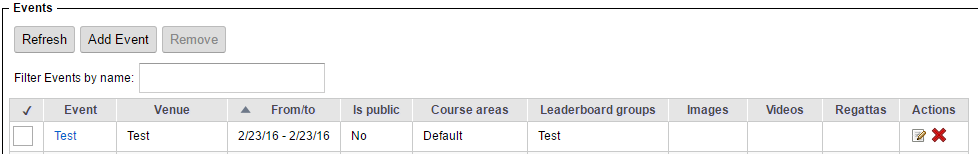 Events
Refresh Add Event Remove
Filter Events by name:
Event Venue From/to Is public Course areas Leaderboard groups Images Videos Regattas Actions
Test Test 2/23/16 - 2/23/16 No Default Test